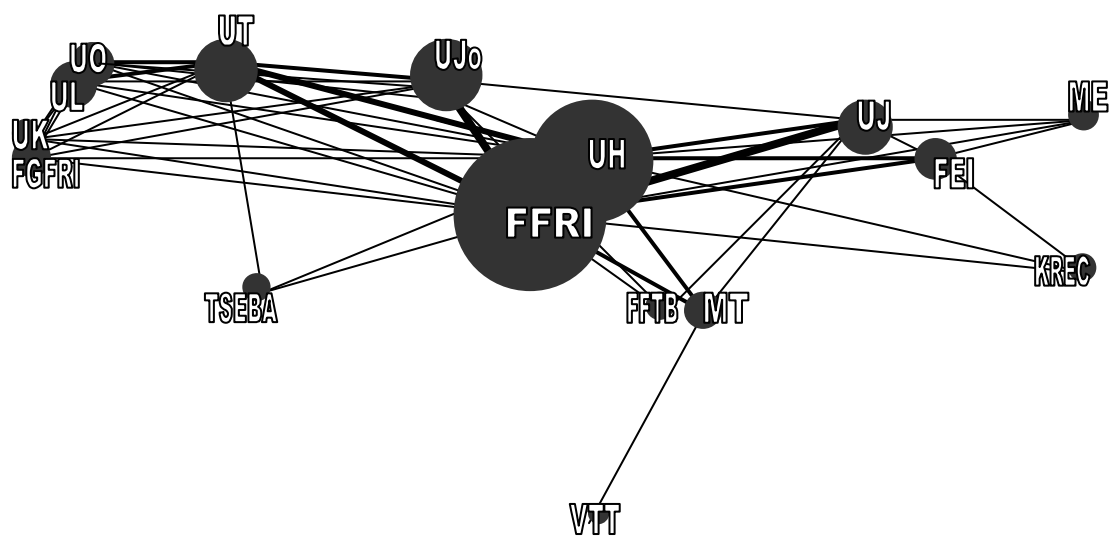 UT
UO
UJo
UL
ME
UJ
UK
UH
FGFRI
FEI
FFRI
KREC
TSEBA
FFTB
MT
VTT